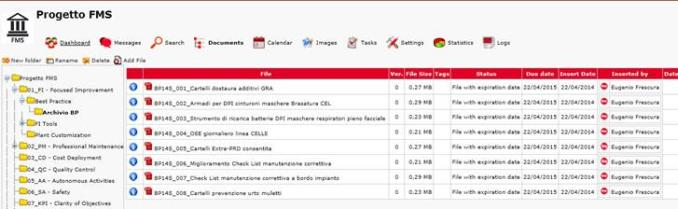 Progetto FMS
FMS
Dashboard Messages Search Documents Calendar Images Tasks Settings Statistics Logs
New folder Rename Delete Add File
File Ver. File Size Tags Status Due date Insert Date Inserted by Date
Progetto FMS
01_FI - Focused Improvement
Best Practice
Archivio BP
PI Tools
Plant Customization
02_PM - Professional Maintenance
03_CD - Cost Deployment
04_QC - Quality Control
05_AA - Autonomous Activities
06_SA - Safety
07_KPI - Clarity of Objectives
BP14S_001_Cartelli dostaura additivi GRA 0 0,27 MB File with expiration date 22/04/2015 22/04/2014 Eugenio Frescura
BP14S_002_Armadi per DPI cinturoni maschere Brasatura CEL 0 0,29 MB File with expiration date 22/04/2015 22/04/2014 Eugenio Frescura
BP14S_003_Strumento di ricarica batterie DPI maschere respiratori pieno facciale 0 0,21 MB File with expiration date 22/04/2015 22/04/2014 Eugenio Frescura
BP14S_004_OEE giornaliero linea CELLE 0 0,21 MB File with expiration date 22/04/2015 22/04/2014 Eugenio Frescura
BP14S_005_Cartelli Extra-PRD consentita 0 0,27 MB File with expiration date 22/04/2015 22/04/2014 Eugenio Frescura
BP14S_006_Miglioramento Check List manutenzione correttiva 0 0,21 MB File with expiration date 22/04/2015 22/04/2014 Eugenio Frescura
BP14S_007_Check List manutenzione correttiva a bordo impianto 0 0,29 MB File with expiration date 22/04/2015 22/04/2014 Eugenio Frescura
BP14S_008_Cartelli prevenzione urto muletti 0 0,23 MB File with expiration date 22/04/2015 22/04/2014 Eugenio Frescura